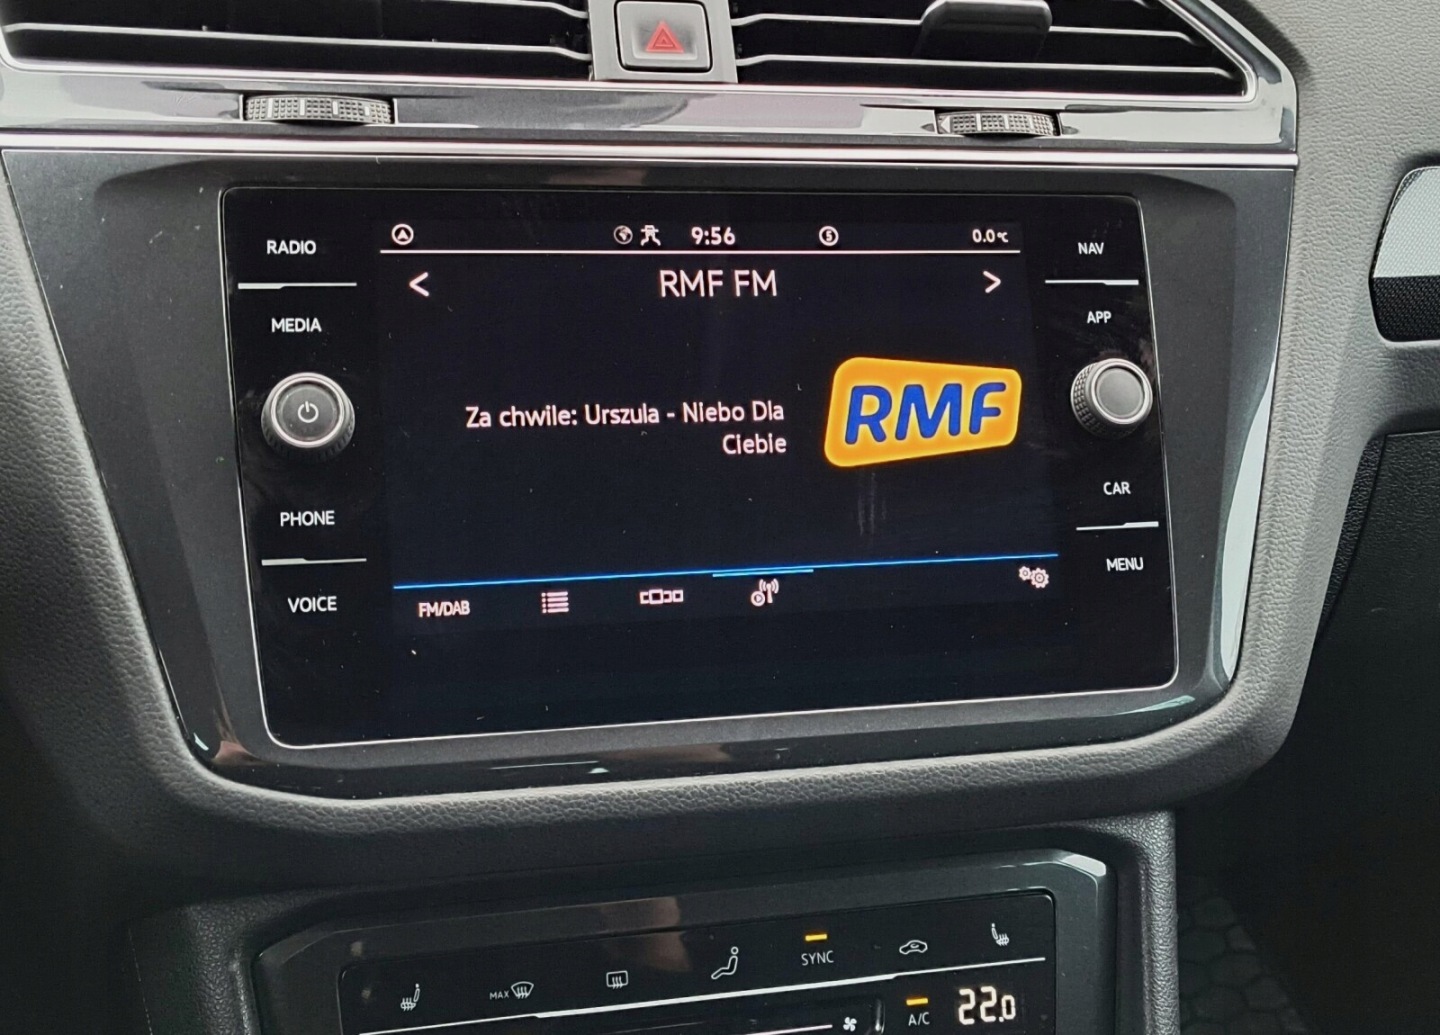 RADIO
MEDIA
PHONE
VOICE
9:56
5
0.0°C
RMF FM
Za chwile: Urszula - Niebo Dla
Ciebie
RMF
FM/DAB
NAV
APP
CAR
MENU
MAX
SYNC
A/C
22.0